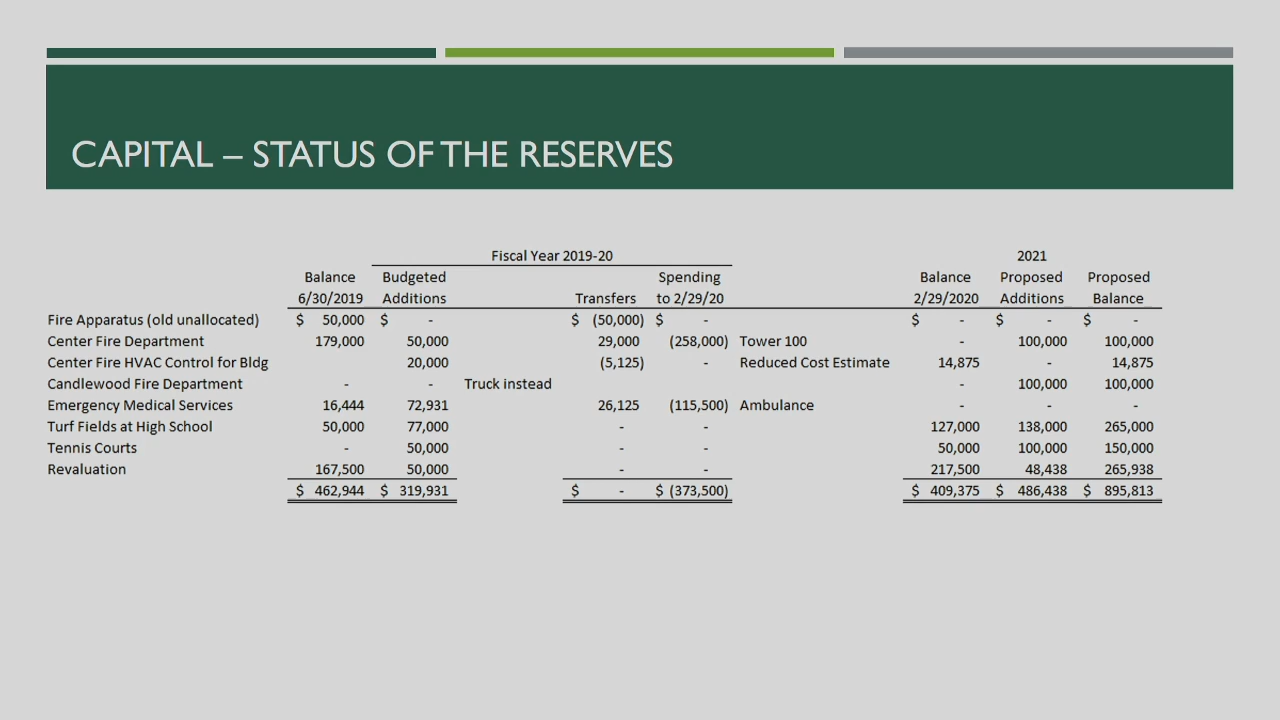 CAPITAL – STATUS OF THE RESERVES
Fiscal Year 2019-20 2021
Balance Budgeted Spending Balance Proposed Proposed
6/30/2019 Additions Transfers to 2/29/20 2/29/2020 Additions Balance
Fire Apparatus (old unallocated) $ 50,000 $ - $ (50,000) $ - $ - $ - $ -
Center Fire Department 179,000 50,000 29,000 (258,000) Tower 100 - 100,000 100,000
Center Fire HVAC Control for Bldg 20,000 (5,125) - Reduced Cost Estimate 14,875 - 14,875
Candlewood Fire Department - - Truck instead - 100,000 100,000
Emergency Medical Services 16,444 72,931 26,125 (115,500) Ambulance - - -
Turf Fields at High School 50,000 77,000 - - 127,000 138,000 265,000
Tennis Courts - 50,000 - - 50,000 100,000 150,000
Revaluation 167,500 50,000 - - 217,500 48,438 265,938
$ 462,944 $ 319,931 $ - $ (373,500) $ 409,375 $ 486,438 $ 895,813